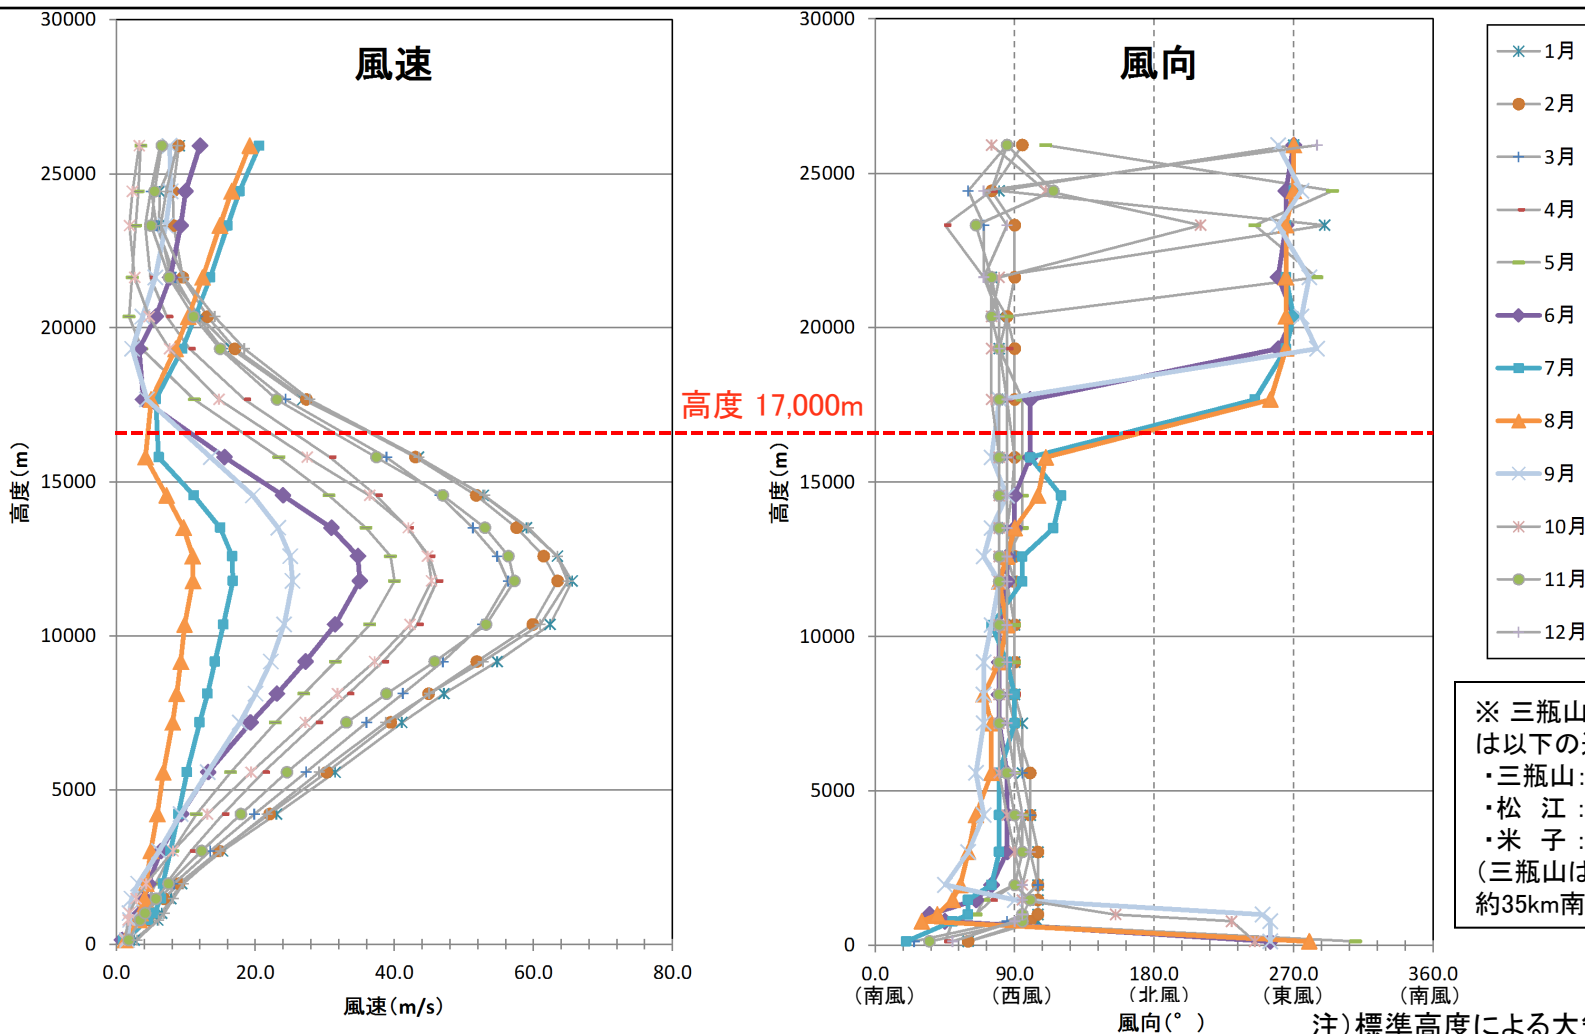 風速
30000
25000
20000
15000
10000
5000
0
高度(m)
0.0
20.0
40.0
60.0
80.0
風速(m/s)
高度 17,000m
風向
30000
25000
20000
15000
10000
5000
0
高度(m)
0.0
90.0
180.0
270.0
360.0
(南風)
(西風)
(北風)
(東風)
(南風)
風向(° )
1月
2月
3月
4月
5月
6月
7月
8月
9月
10月
11月
12月
※ 三瓶山
は以下の
・三瓶山:
・松 江 :
・米 子 :
(三瓶山は
約35km南
注)標準高度による大